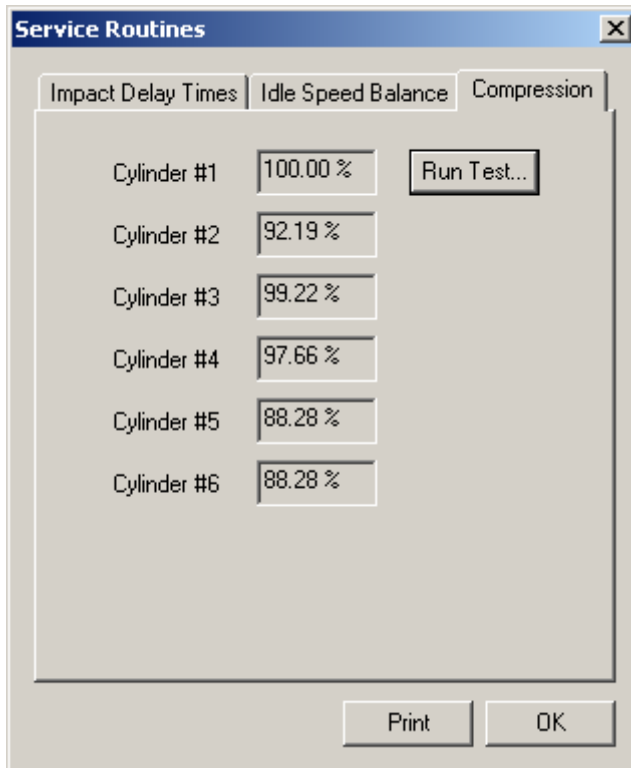 Service Routines
Impact Delay Times Idle Speed Balance Compression
Cylinder #1 100.00 % Run Test...
Cylinder #2 92.19 %
Cylinder #3 99.22 %
Cylinder #4 97.66 %
Cylinder #5 88.28 %
Cylinder #6 88.28 %
Print OK